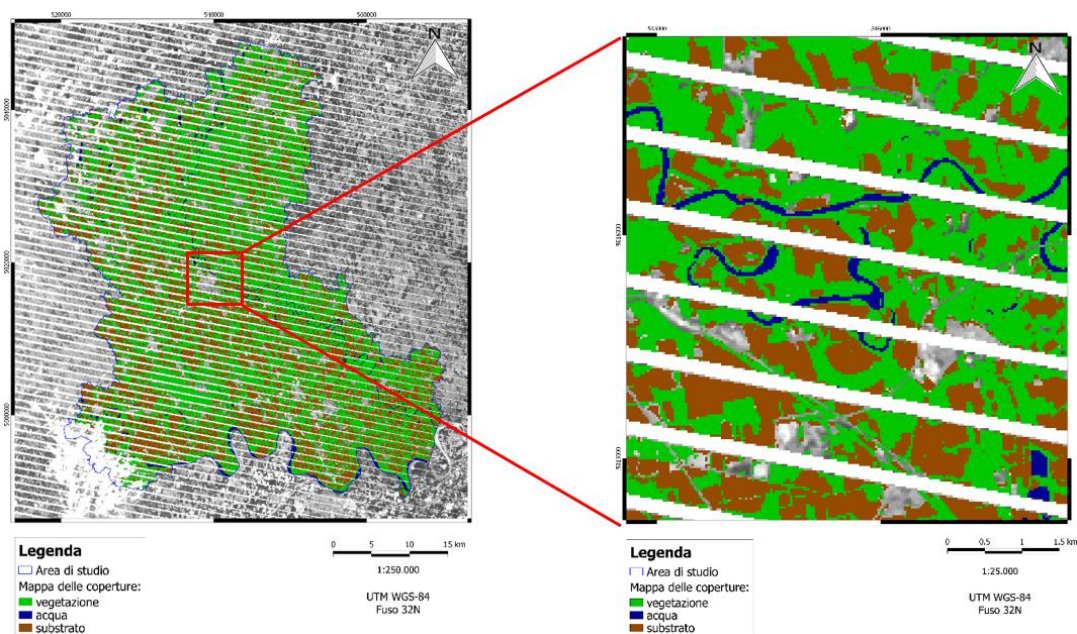 520000 540000 560000
N
5040000
5020000
5000000
Legenda
Area di studio
Mappa delle coperture:
vegetazione
acqua
substrato
0 5 10 15 km
1:250.000
UTM WGS-84
Fuso 32N
N
Legenda
Area di studio
Mappa delle coperture:
vegetazione
acqua
substrato
0 0.5 1 1.5 km
1:25.000
UTM WGS-84
Fuso 32N